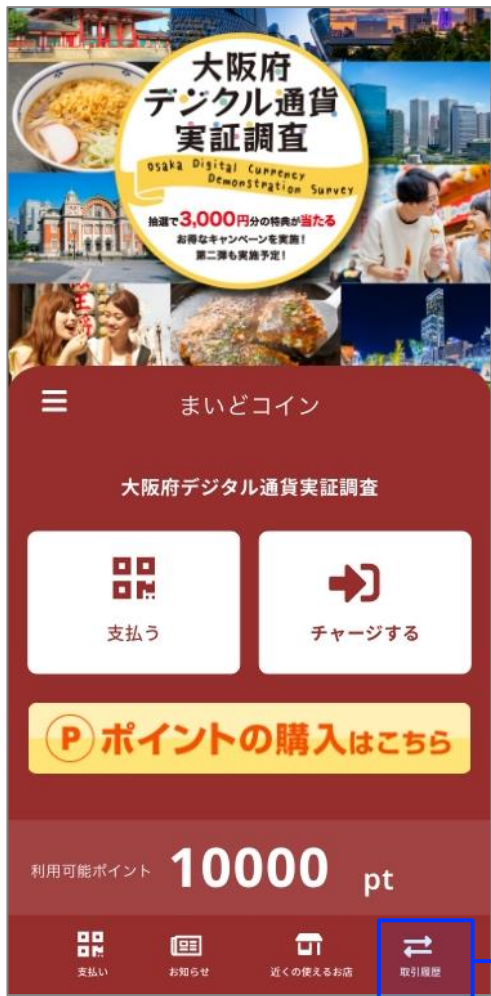 大阪府
デジタル通貨
実証調査
Osaka Digital Currency
Demonstration Survey
抽選で3,000円分の特典が当たる
お得なキャンペーンを実施！
第二弾も実施予定！
まいどコイン
大阪府デジタル通貨実証調査
支払う
チャージする
P ポイントの購入はこちら
利用可能ポイント 10000 pt
支払い お知らせ 近くの使えるお店 取引履歴